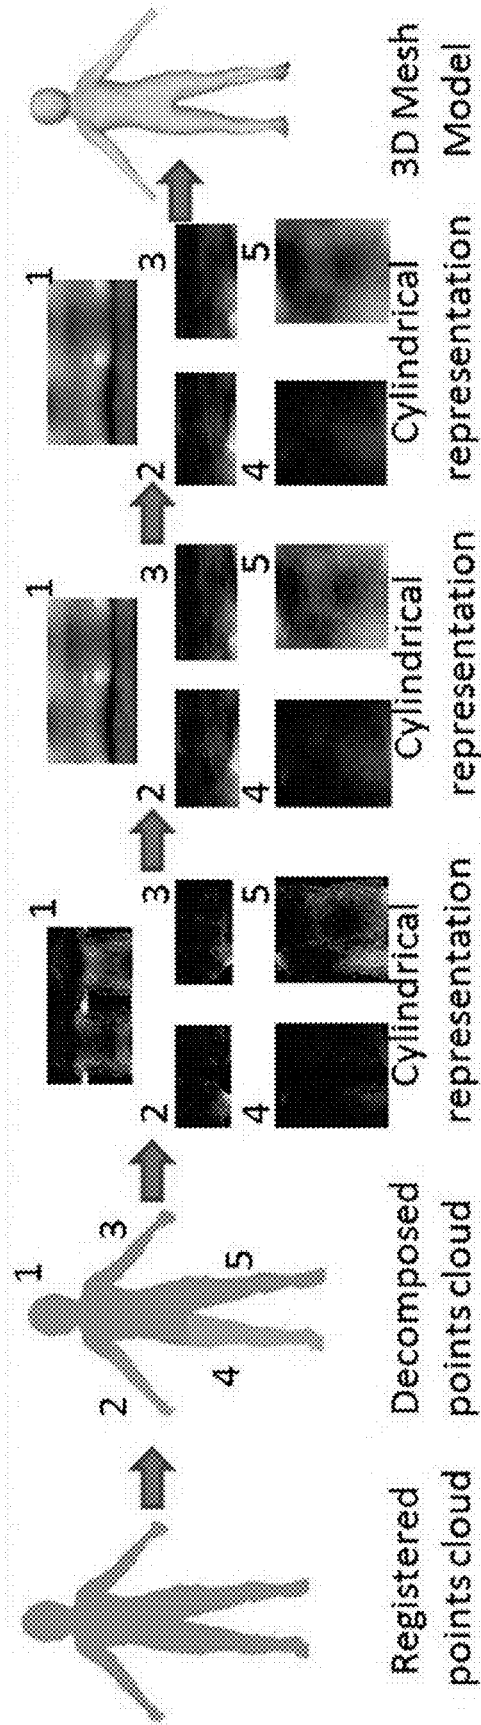 Registered
points cloud
1
2
3
4
5
Decomposed
points cloud
1
2
3
4
5
Cylindrical
representation
1
2
3
4
5
Cylindrical
representation
1
2
3
4
5
Cylindrical
representation
3D Mesh
Model